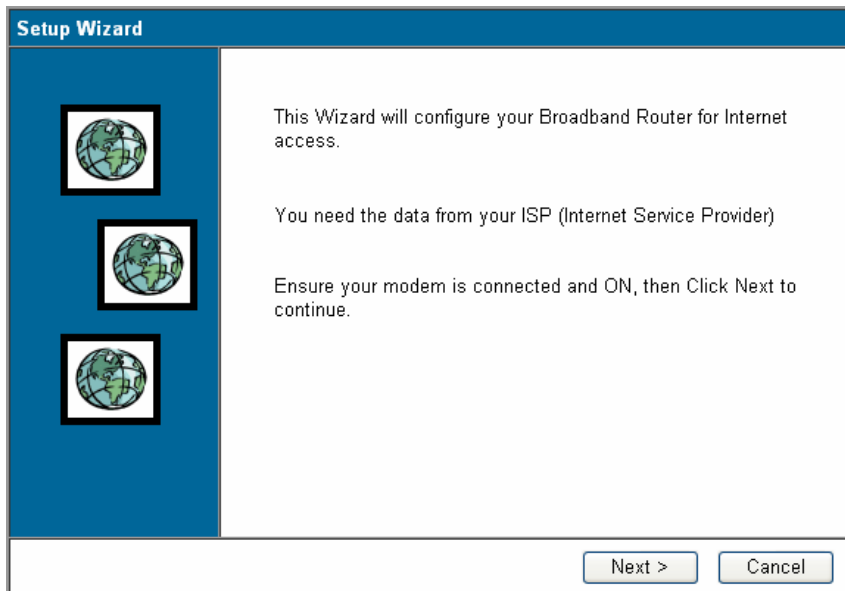 Setup Wizard
This Wizard will configure your Broadband Router for Internet
access.
You need the data from your ISP (Internet Service Provider)
Ensure your modem is connected and ON, then Click Next to
continue.
Next >
Cancel